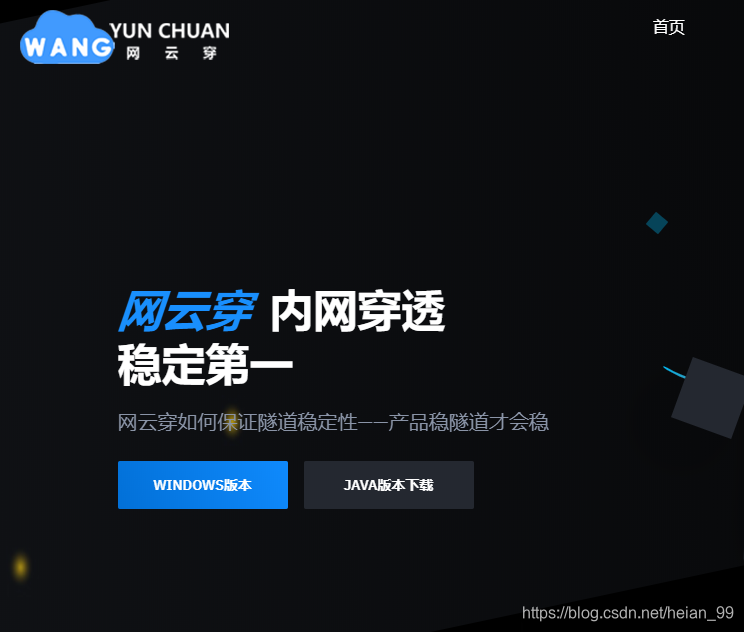 WANG
YUN CHUAN
网云穿
首页
网云穿 内网穿透
稳定第一
网云穿如何保证隧道稳定性——产品稳隧道才会稳
WINDOWS版本
JAVA版本下载
https://blog.csdn.net/heian_99